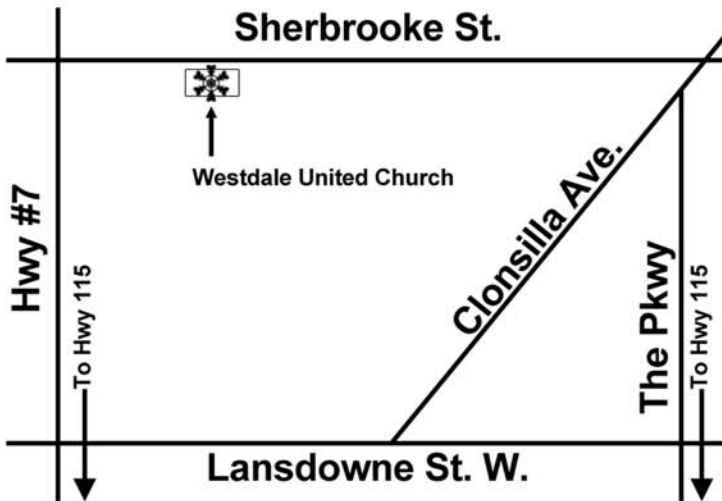 Sherbrooke St.
Westdale United Church
Hwy #7
To Hwy 115
Clonsilla Ave.
The Pkwy
To Hwy 115
Lansdowne St. W.